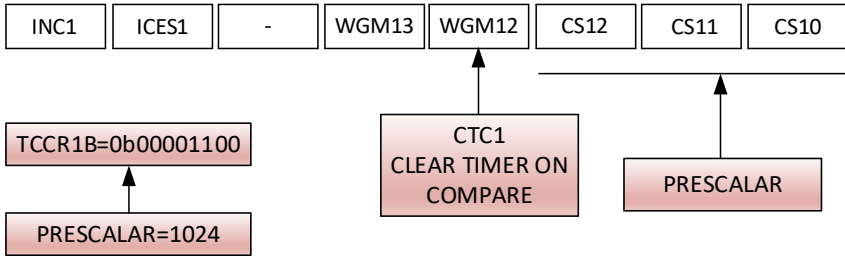 INC1 ICES1 - WGM13 WGM12 CS12 CS11 CS10
TCCR1B=0b00001100
CTC1
CLEAR TIMER ON
COMPARE
PRESCALAR
PRESCALAR=1024